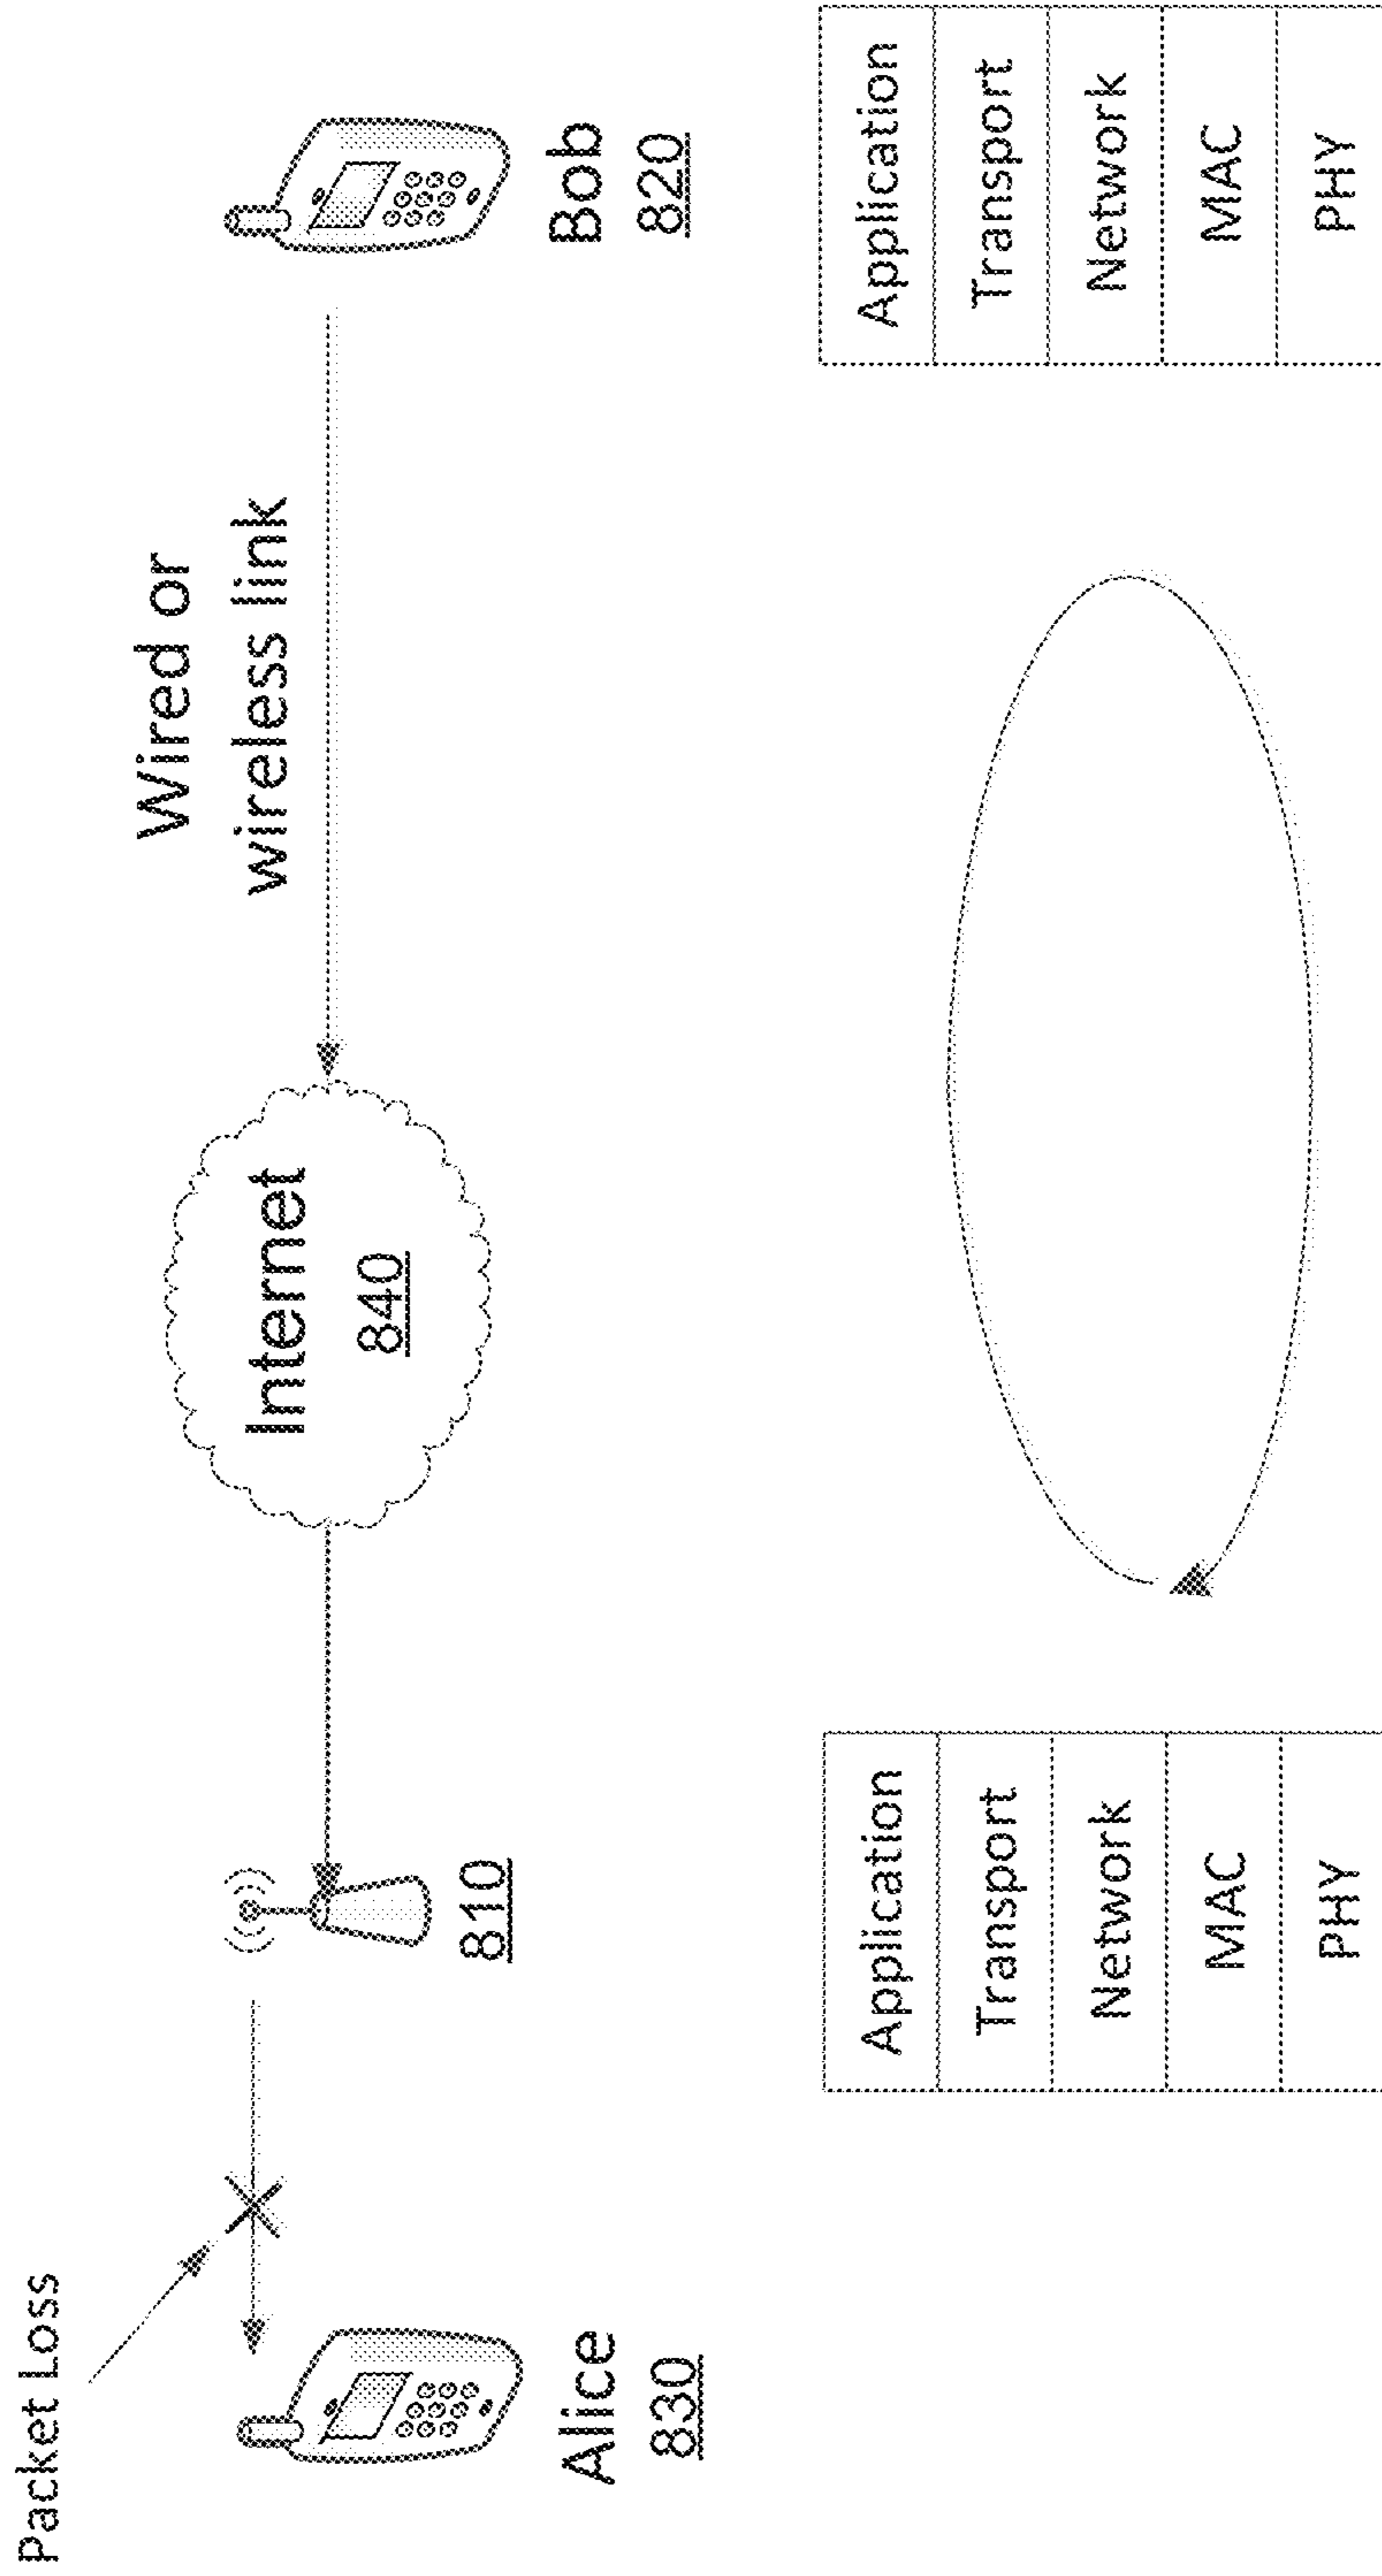 Packet Loss
Wired or
wireless link
Internet
840
810
Alice
830
Bob
820
Application
Transport
Network
MAC
PHY
Application
Transport
Network
MAC
PHY